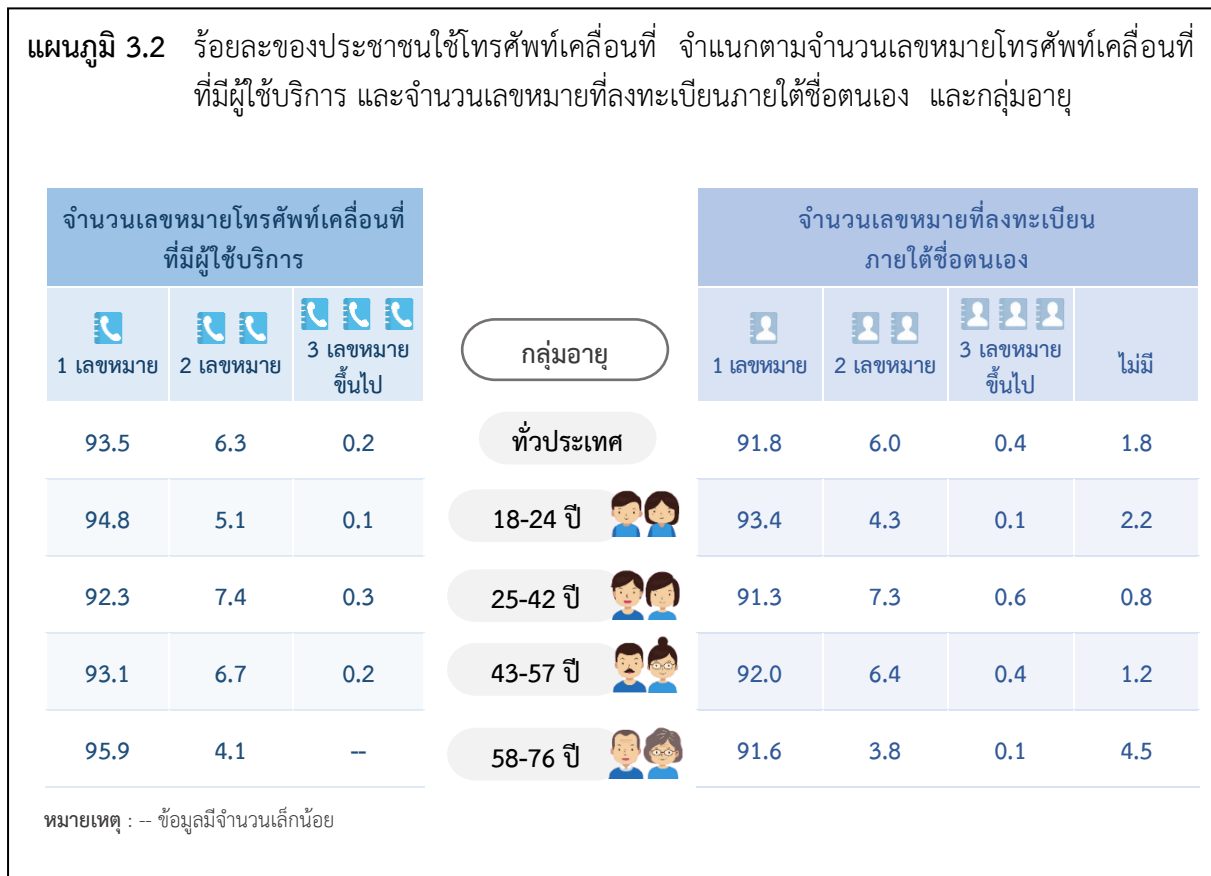 แผนภูมิ 3.2 ร้อยละของประชาชนใช้โทรศัพท์เคลื่อนที่ จำแนกตามจำนวนเลขหมายโทรศัพท์เคลื่อนที่
ที่มีผู้ใช้บริการ และจำนวนเลขหมายที่ลงทะเบียนภายใต้ชื่อตนเอง และกลุ่มอายุ
จำนวนเลขหมายโทรศัพท์เคลื่อนที่
ที่มีผู้ใช้บริการ
จำนวนเลขหมายที่ลงทะเบียน
ภายใต้ชื่อตนเอง
1 เลขหมาย 2 เลขหมาย 3 เลขหมาย
ขึ้นไป
กลุ่มอายุ
1 เลขหมาย 2 เลขหมาย 3 เลขหมาย
ขึ้นไป
ไม่มี
93.5 6.3 0.2 ทั่วประเทศ 91.8 6.0 0.4 1.8
94.8 5.1 0.1 18-24 ปี 93.4 4.3 0.1 2.2
92.3 7.4 0.3 25-42 ปี 91.3 7.3 0.6 0.8
93.1 6.7 0.2 43-57 ปี 92.0 6.4 0.4 1.2
95.9 4.1 -- 58-76 ปี 91.6 3.8 0.1 4.5
หมายเหตุ : -- ข้อมูลมีจำนวนเล็กน้อย